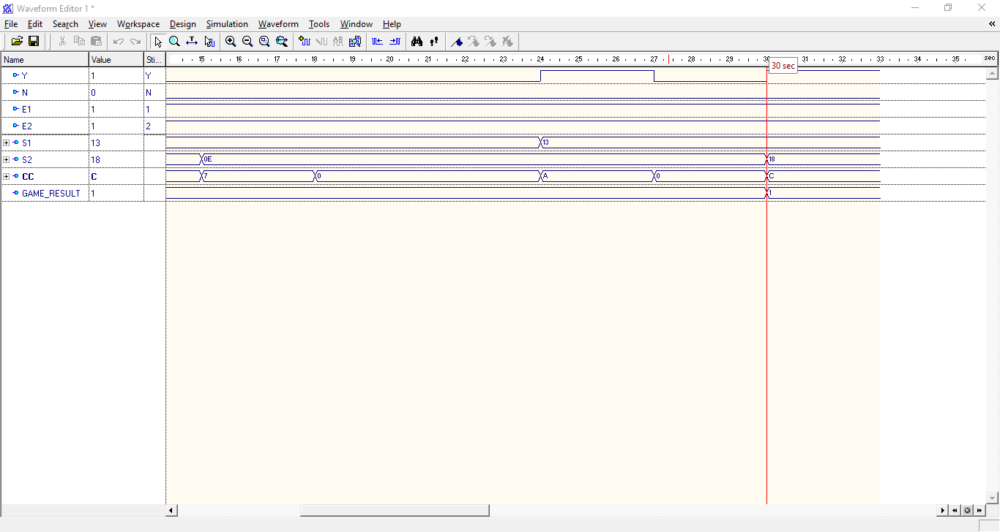 Waveform Editor 1 *
File Edit Search View Workspace Design Simulation Waveform Tools Window Help
Name Value Sti... 15 16 17 18 19 20 21 22 23 24 25 26 27 28 29 30 31 32 33 34 35 sec
30 sec
Y 1 Y
N 0 N
E1 1 1
E2 1 2
S1 13 13
S2 18 0E 18
CC C 7 0 A 0 C
GAME_RESULT 1 1